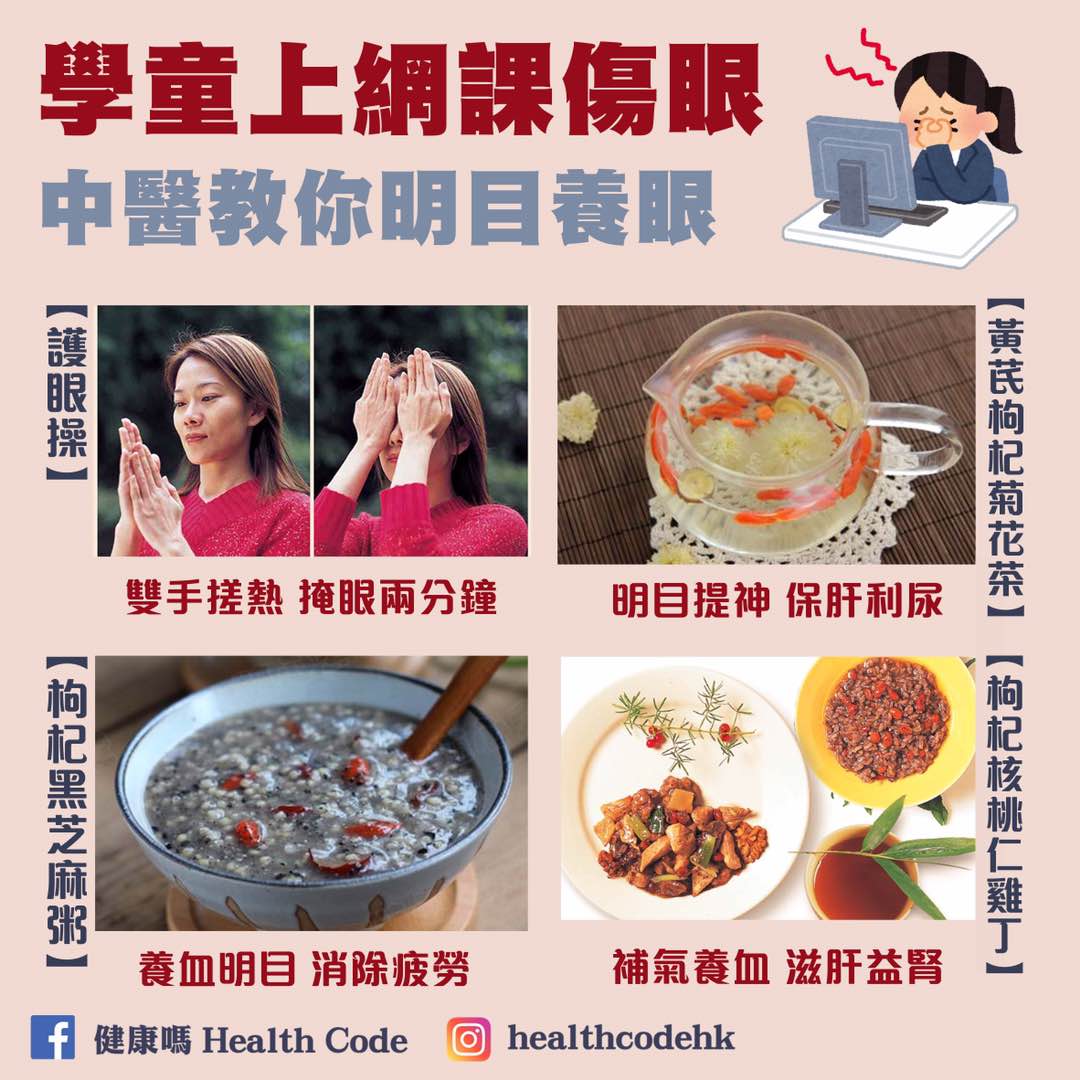 學童上網課傷眼
中醫教你明目養眼
【護眼操】
雙手搓熱 掩眼兩分鐘
【黃芪枸杞菊花茶】
明目提神 保肝利尿
【枸杞黑芝麻粥】
養血明目 消除疲勞
【枸杞核桃仁雞丁】
補氣養血 滋肝益腎
健康嗎 Health Code
healthcodehk